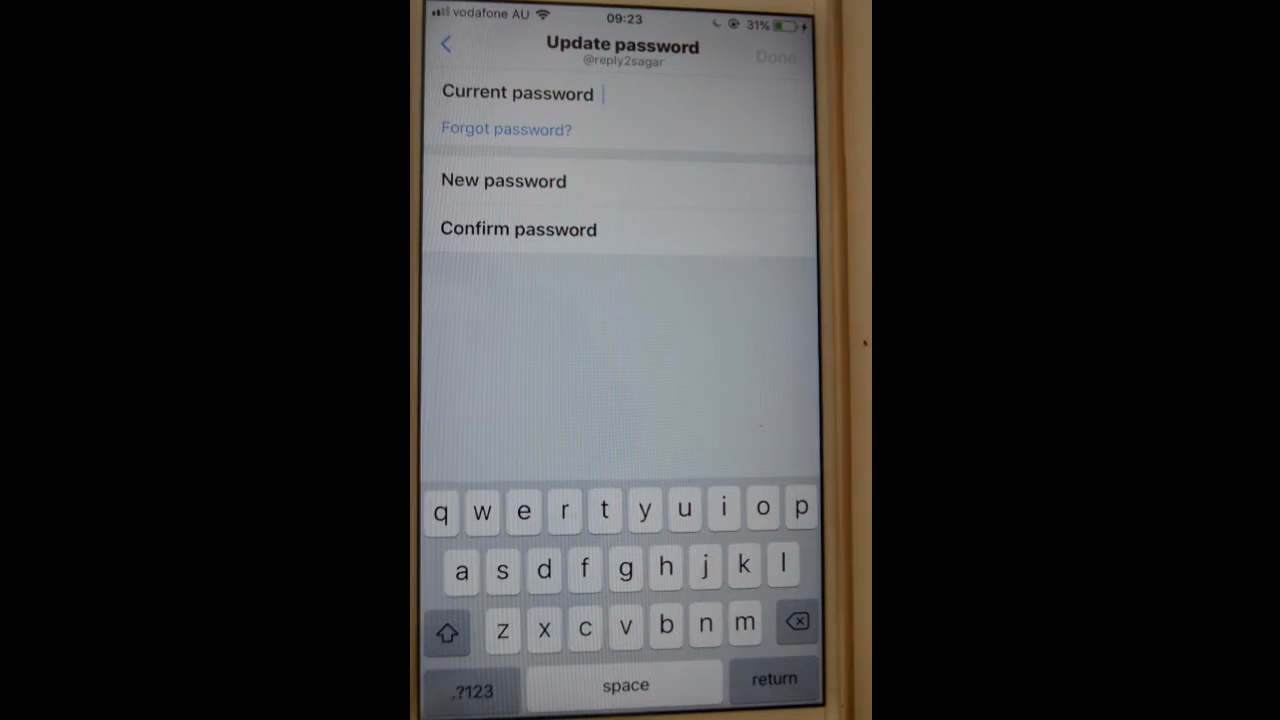 vodafone AU 09:23 31%
Update password
@reply2sagar
Done
Current password
Forgot password?
New password
Confirm password
q w e r t y u i o p
a s d f g h j k l
z x c v b n m
.?123 space return